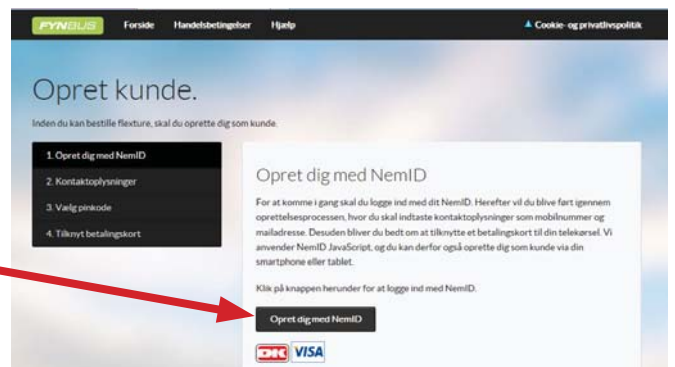 FYNBUS Forside Handelsbetingelser Hjælp Cookie- og privatlivspolitik
Opret kunde.
Inden du kan bestille flexture, skal du oprette dig som kunde.
1. Opret dig med NemID
2. Kontaktoplysninger
3. Vælg pinkode
4. Tilknyt betalingskort
Opret dig med NemID
For at komme i gang skal du logge ind med dit NemID. Herefter vil du blive ført igennem
oprettelsesprocessen, hvor du skal indtaste kontaktoplysninger som mobilnummer og
mailadresse. Desuden bliver du bedt om at tilknytte et betalingskort til din telekørsel. Vi
anvender NemID JavaScript, og du kan derfor også oprette dig som kunde via din
smartphone eller tablet.
Klik på knappen herunder for at logge ind med NemID.
Opret dig med NemID
DK VISA